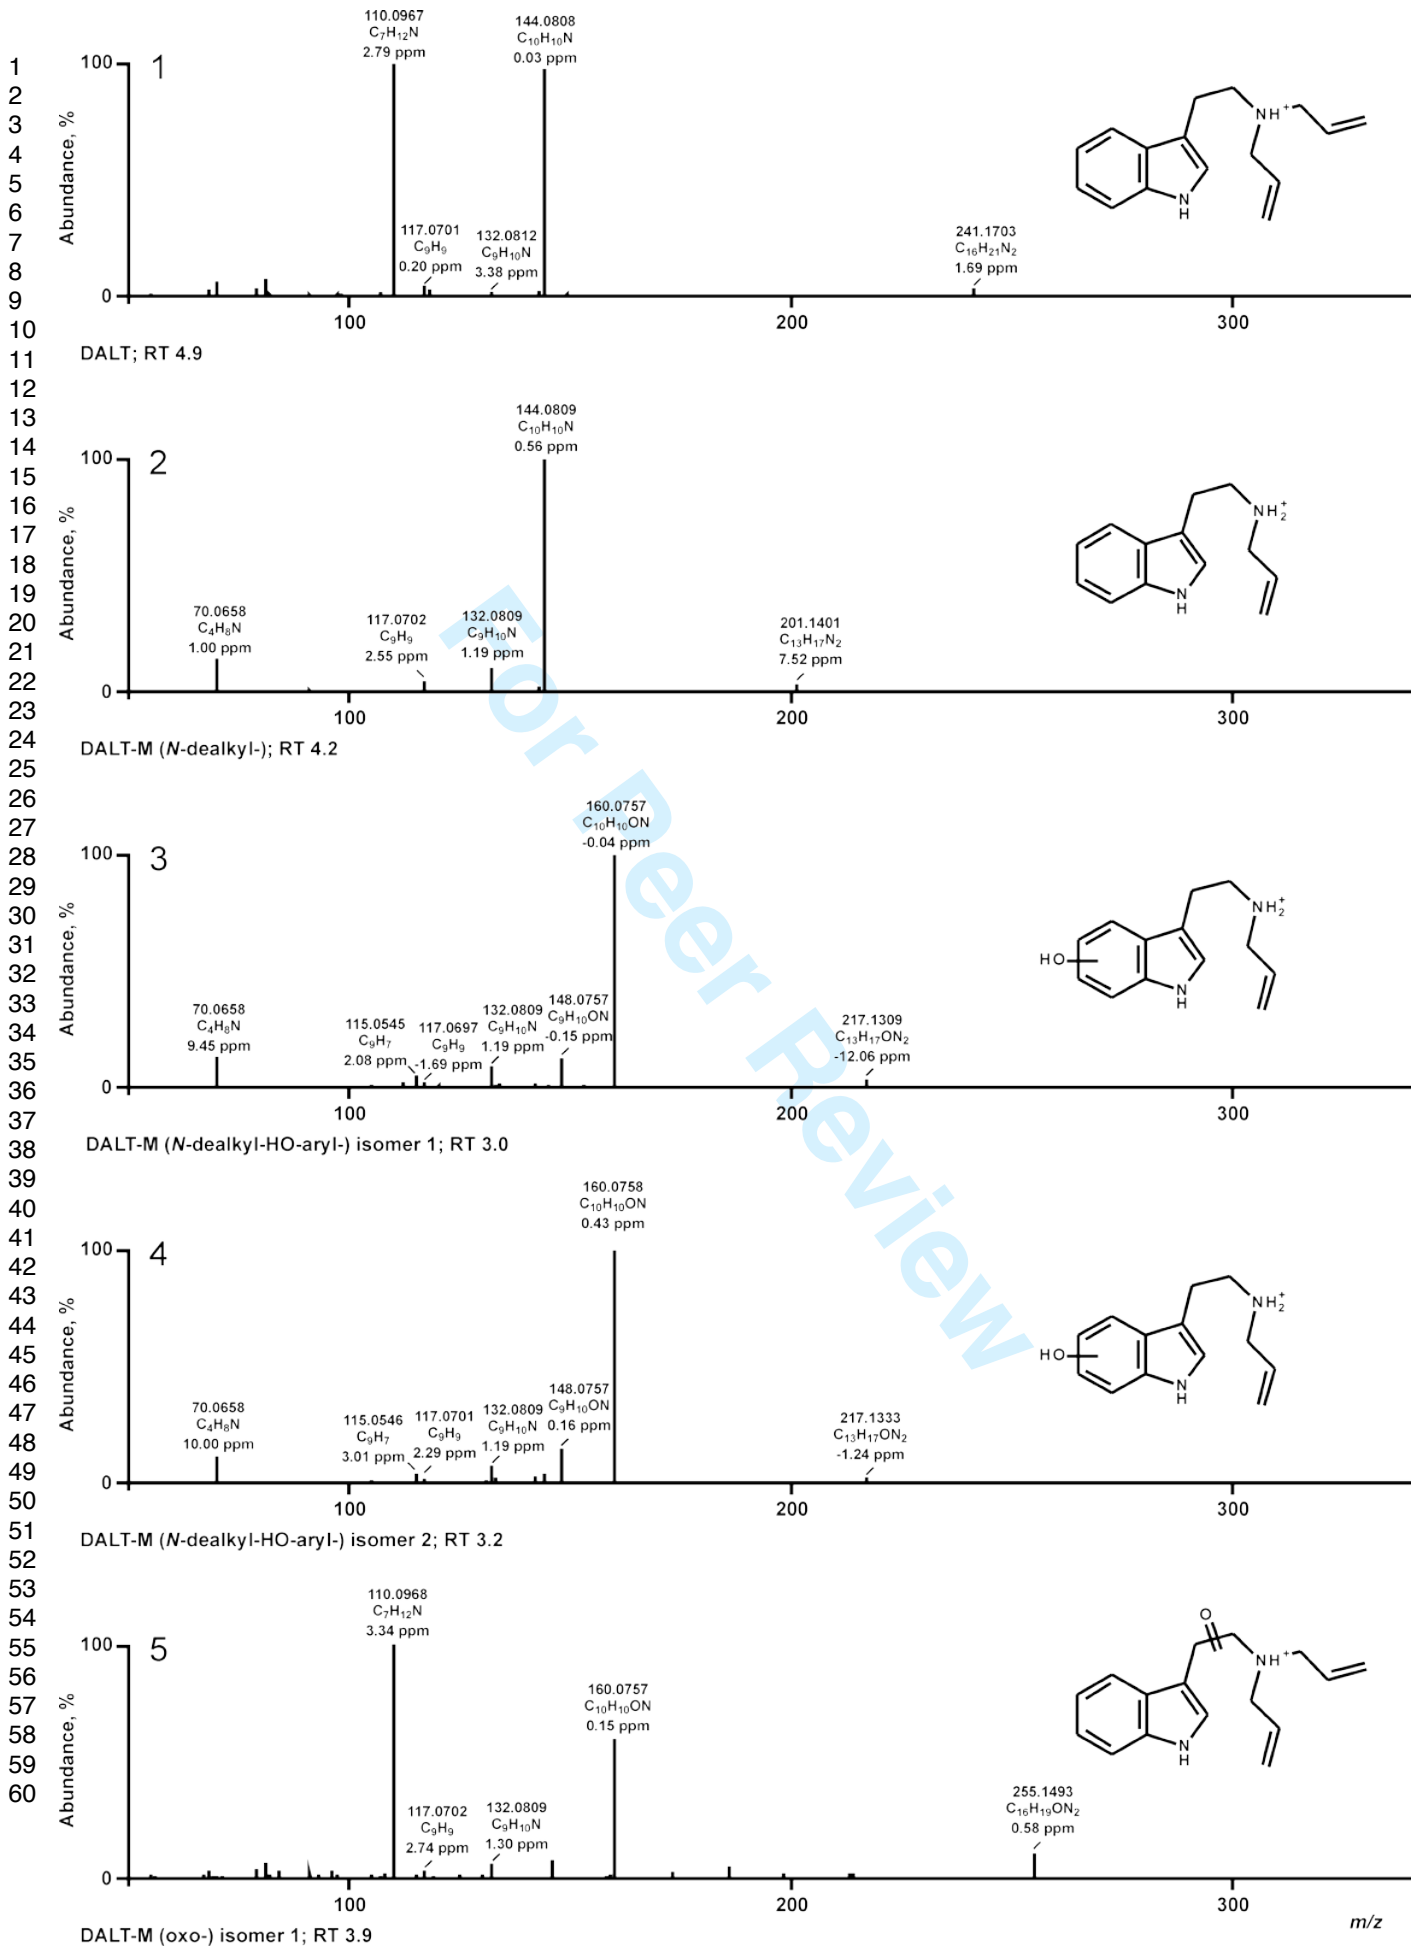 1
2
3
4
5
6
7
8
9
10
11
12
13
14
15
16
17
18
19
20
21
22
23
24
25
26
27
28
29
30
31
32
33
34
35
36
37
38
39
40
41
42
43
44
45
46
47
48
49
50
51
52
53
54
55
56
57
58
59
60
For Peer Review
1
Abundance, %
100
0
110.0967
C7H12N
2.79 ppm
117.0701
C9H9
0.20 ppm
132.0812
C9H10N
3.38 ppm
144.0808
C10H10N
0.03 ppm
241.1703
C16H21N2
1.69 ppm
NH+
N
H
100 200 300
DALT; RT 4.9
2
Abundance, %
100
0
70.0658
C4H8N
1.00 ppm
117.0702
C9H9
2.55 ppm
132.0809
C9H10N
1.19 ppm
144.0809
C10H10N
0.56 ppm
201.1401
C13H17N2
7.52 ppm
NH2+
N
H
100 200 300
DALT-M (N-dealkyl-); RT 4.2
3
Abundance, %
100
0
70.0658
C4H8N
9.45 ppm
115.0545
C9H7
2.08 ppm
117.0697
C9H9
-1.69 ppm
132.0809
C9H10N
1.19 ppm
148.0757
C9H10ON
-0.15 ppm
160.0757
C10H10ON
-0.04 ppm
217.1309
C13H17ON2
-12.06 ppm
NH2+
HO
N
H
100 200 300
DALT-M (N-dealkyl-HO-aryl-) isomer 1; RT 3.0
4
Abundance, %
100
0
70.0658
C4H8N
10.00 ppm
115.0546
C9H7
3.01 ppm
117.0701
C9H9
2.29 ppm
132.0809
C9H10N
1.19 ppm
148.0757
C9H10ON
0.16 ppm
160.0758
C10H10ON
0.43 ppm
217.1333
C13H17ON2
-1.24 ppm
NH2+
HO
N
H
100 200 300
DALT-M (N-dealkyl-HO-aryl-) isomer 2; RT 3.2
5
Abundance, %
100
0
110.0968
C7H12N
3.34 ppm
117.0702
C9H9
2.74 ppm
132.0809
C9H10N
1.30 ppm
160.0757
C10H10ON
0.15 ppm
255.1493
C16H19ON2
0.58 ppm
O
NH+
N
H
100 200 300
m/z
DALT-M (oxo-) isomer 1; RT 3.9